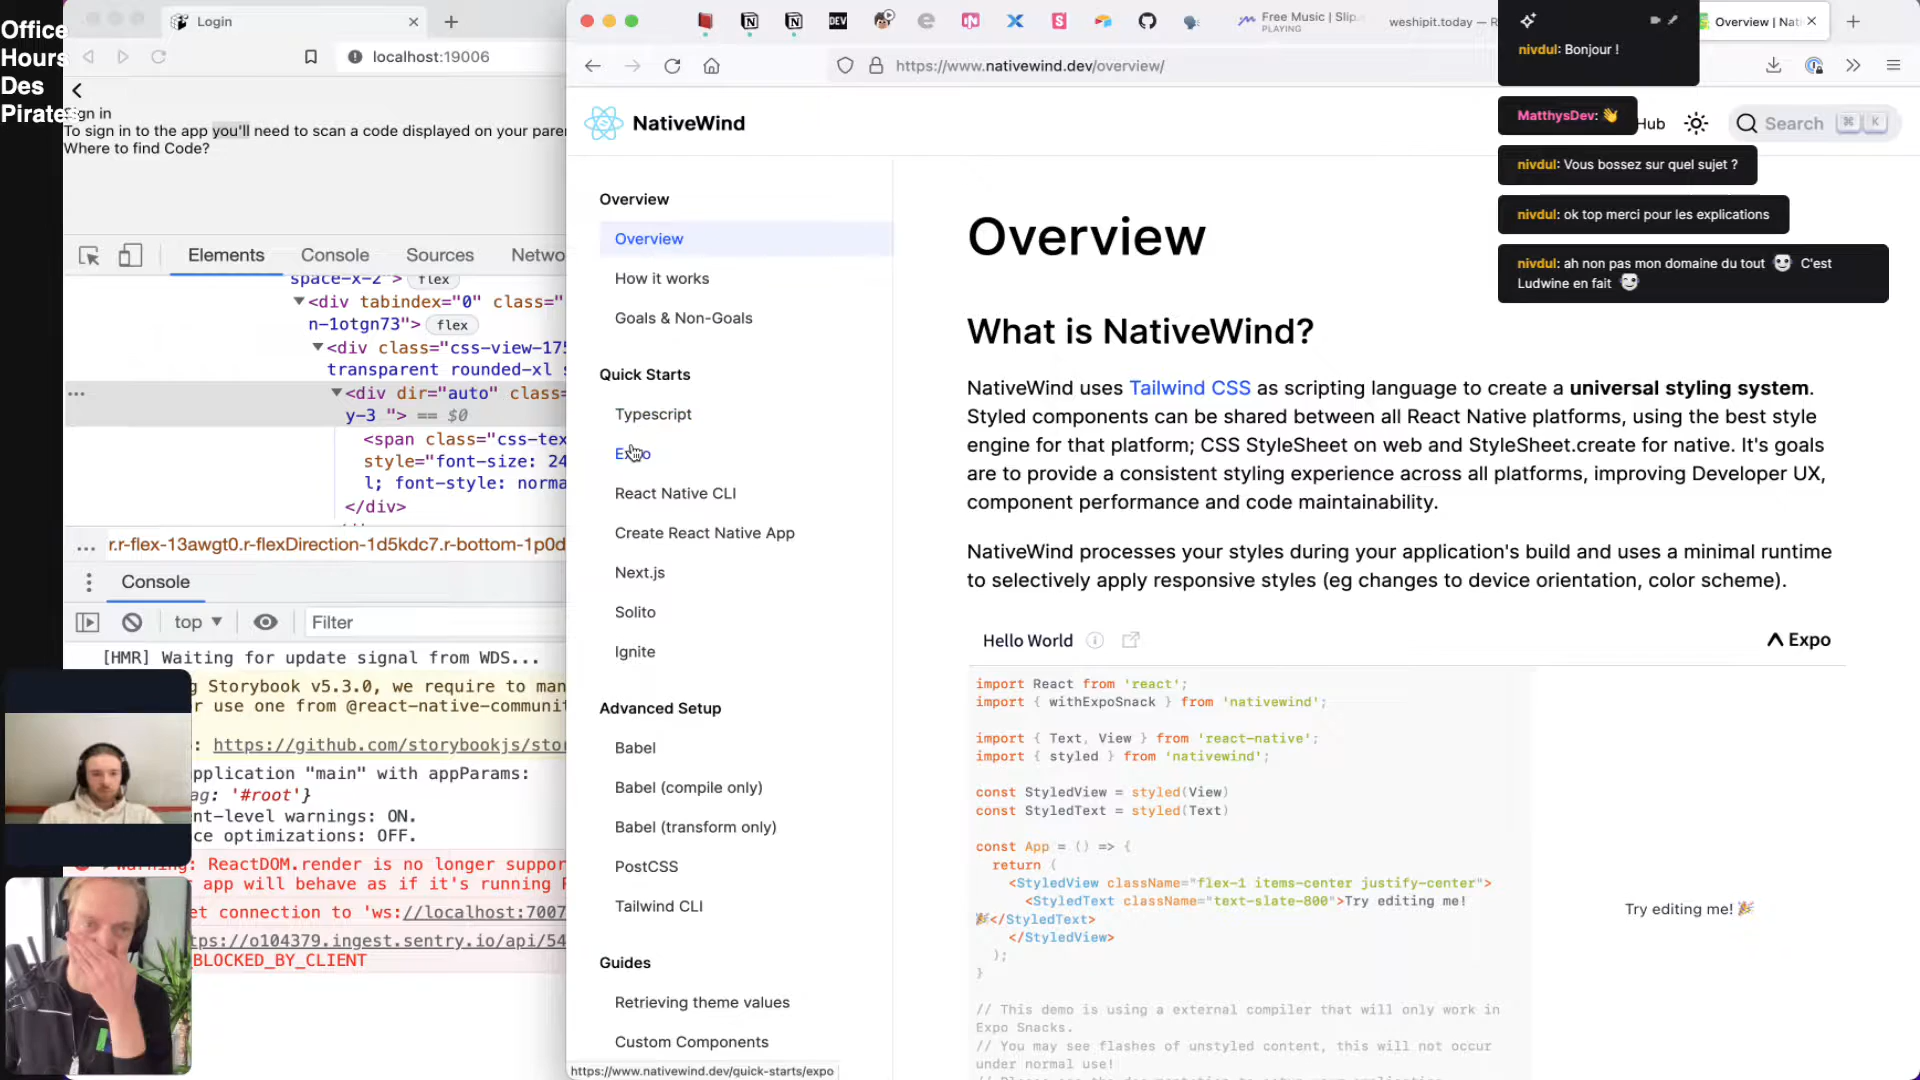 Office
Hours
Des
Pirates
Login
localhost:19006
Sign in
To sign in to the app you'll need to scan a code displayed on your pare
Where to find Code?
Elements
Console
Sources
Netwo
space-x-2"> flex
<div tabindex="0" class="
n-1otgn73"> flex
<div class="css-view-175
transparent rounded-xl s
<div dir="auto" class=
y-3 "> == $0
<span class="css-tex
style="font-size: 24
l; font-style: norma
</div>
... r.r-flex-13awgt0.r-flexDirection-1d5kdc7.r-bottom-1p0d
Console
top
Filter
[HMR] Waiting for update signal from WDS...
g Storybook v5.3.0, we require to man
r use one from @react-native-communit
: https://github.com/storybookjs/sto
pplication "main" with appParams:
ag: '#root'}
nt-level warnings: ON.
ce optimizations: OFF.
Warning: ReactDOM.render is no longer suppor
app will behave as if it's running
et connection to 'ws://localhost:7007
tps://o104379.ingest.sentry.io/api/54
BLOCKED_BY_CLIENT
DEV
Free Music | Slip
PLAYING
weshipit.today — R
Overview | Nat
https://www.nativewind.dev/overview/
NativeWind
Hub
Search ⌘ K
nivdul: Bonjour !
MatthysDev: 👋
nivdul: Vous bossez sur quel sujet ?
nivdul: ok top merci pour les explications
nivdul: ah non pas mon domaine du tout C'est
Ludwine en fait
Overview
Overview
How it works
Goals & Non-Goals
Quick Starts
Typescript
Expo
React Native CLI
Create React Native App
Next.js
Solito
Ignite
Advanced Setup
Babel
Babel (compile only)
Babel (transform only)
PostCSS
Tailwind CLI
Guides
Retrieving theme values
Custom Components
https://www.nativewind.dev/quick-starts/expo
Overview
What is NativeWind?
NativeWind uses Tailwind CSS as scripting language to create a universal styling system.
Styled components can be shared between all React Native platforms, using the best style
engine for that platform; CSS StyleSheet on web and StyleSheet.create for native. It's goals
are to provide a consistent styling experience across all platforms, improving Developer UX,
component performance and code maintainability.
NativeWind processes your styles during your application's build and uses a minimal runtime
to selectively apply responsive styles (eg changes to device orientation, color scheme).
Hello World
Expo
import React from 'react';
import { withExpoSnack } from 'nativewind';
import { Text, View } from 'react-native';
import { styled } from 'nativewind';
const StyledView = styled(View)
const StyledText = styled(Text)
const App = () => {
return (
<StyledView className="flex-1 items-center justify-center">
<StyledText className="text-slate-800">Try editing me!
🎉</StyledText>
</StyledView>
);
}
// This demo is using a external compiler that will only work in
Expo Snacks.
// You may see flashes of unstyled content, this will not occur
under normal use!
Try editing me! 🎉